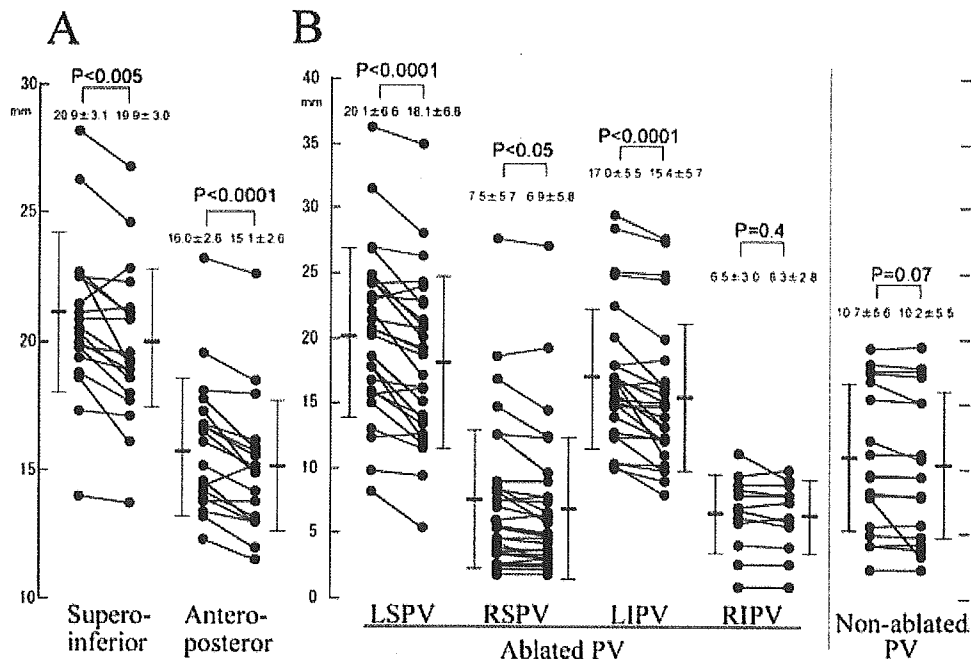 A
B
30
mm
25
20
15
10
P<0.005
20.9±3.1 19.9±3.0
P<0.0001
16.0±2.6 15.1±2.6
Supero-
inferior
Antero-
posterior
40
mm
35
30
25
20
15
10
5
0
P<0.0001
20.1±6.6 18.1±6.6
P<0.05
7.5±5.7 6.9±5.8
P<0.0001
17.0±5.5 15.4±5.7
P=0.4
6.5±3.0 6.3±2.8
P=0.07
10.7±5.6 10.2±5.5
LSPV
RSPV
LIPV
RIPV
Ablated PV
Non-ablated
PV